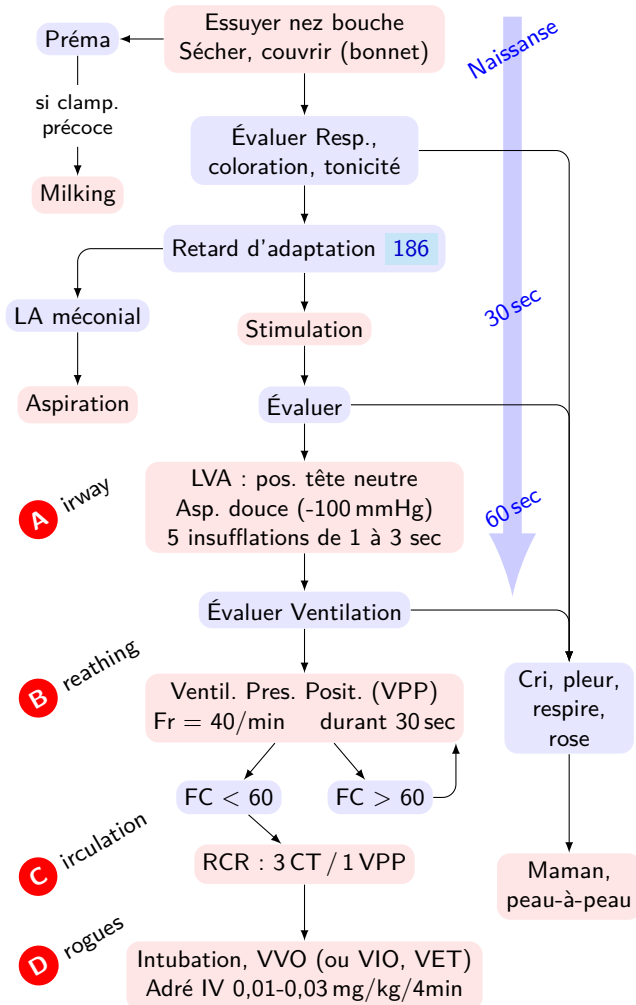 Essuyer nez bouche
Sécher, couvrir (bonnet)
Préma
Naissanse
si clamp.
précoce
Évaluer Resp.,
coloration, tonicité
Milking
Retard d'adaptation 186
LA méconial
30 sec
Stimulation
Aspiration
Évaluer
A irway
LVA : pos. tête neutre
Asp. douce (-100 mmHg)
5 insufflations de 1 à 3 sec
60 sec
Évaluer Ventilation
B reathing
Ventil. Pres. Posit. (VPP)
Fr = 40/min durant 30 sec
Cri, pleur,
respire,
rose
FC < 60
FC > 60
C irculation
RCR : 3 CT / 1 VPP
Maman,
peau-à-peau
D rogues
Intubation, VVO (ou VIO, VET)
Adré IV 0,01-0,03 mg/kg/4min